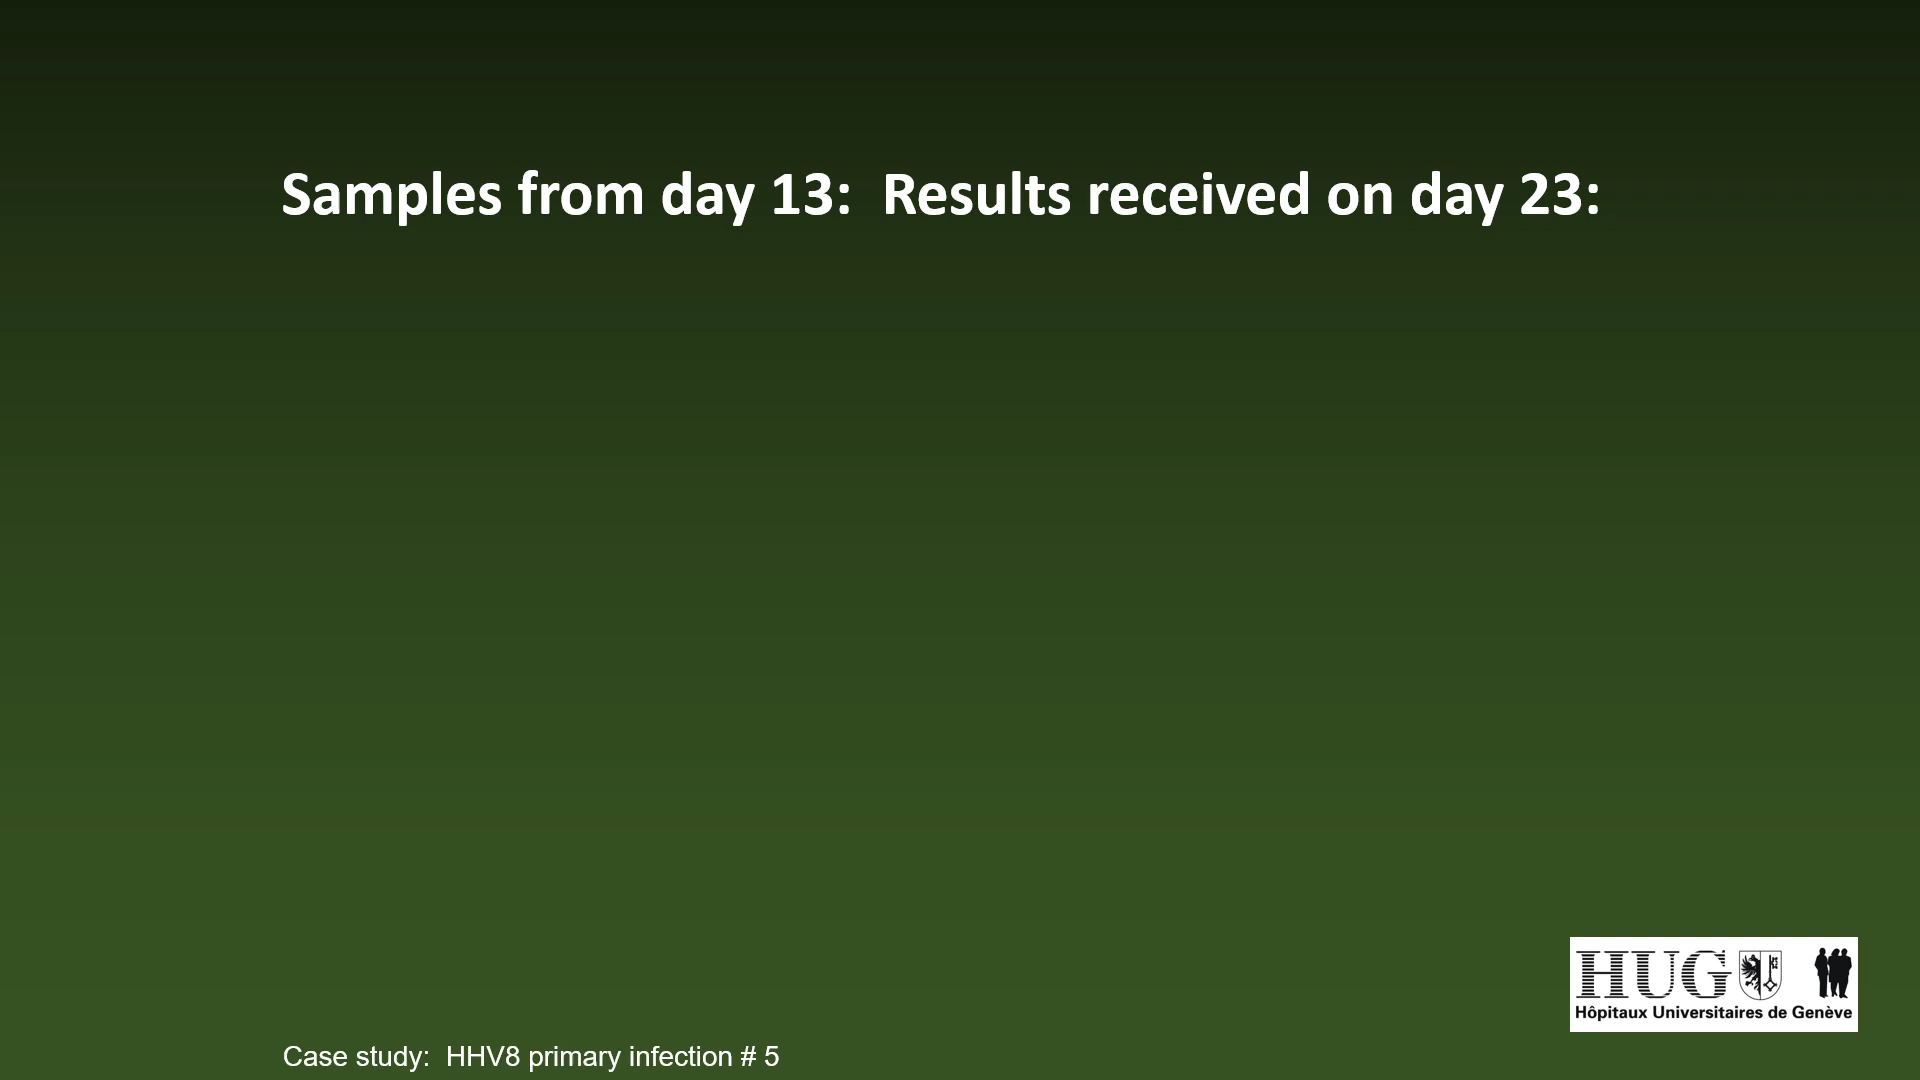 Samples from day 13:  Results received on day 23:
HUG
Hôpitaux Universitaires de Genève
Case study:  HHV8 primary infection # 5